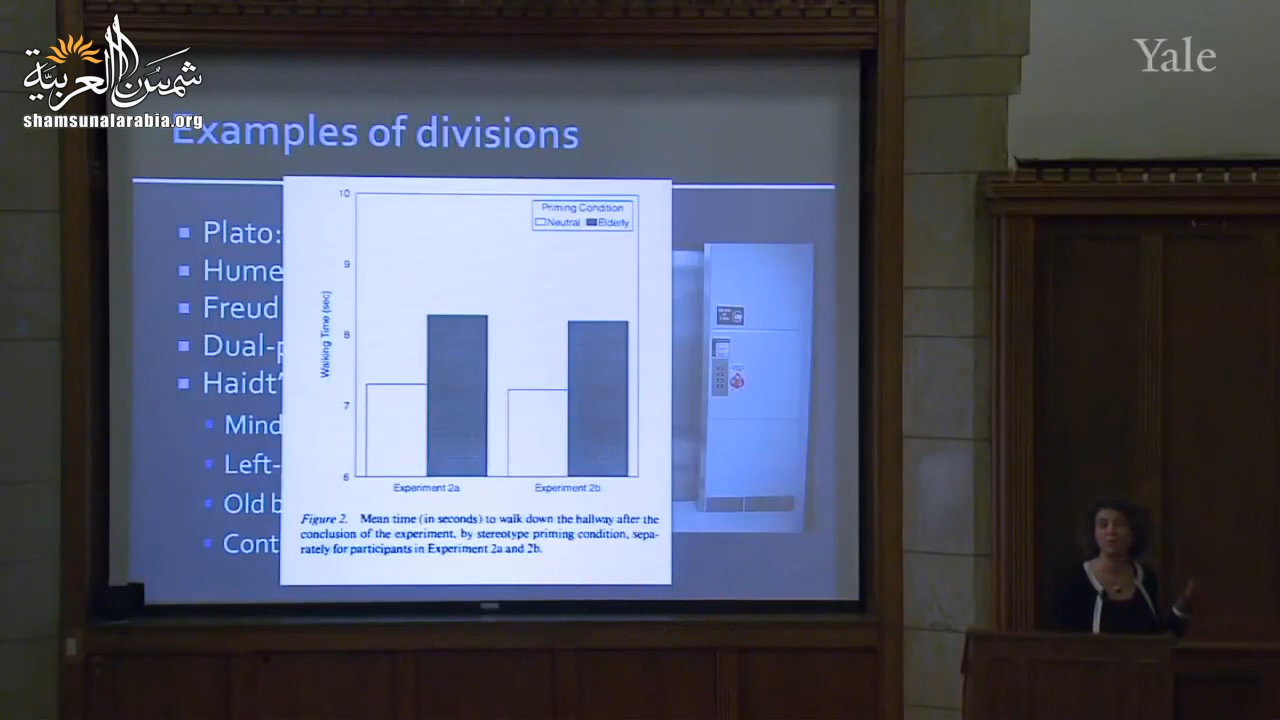 شمس العربية
shamsunalarabia.org
Yale
Examples of divisions
Plato:
Hume
Freud
Dual-p
Haidt'
Mind
Left-
Old b
Cont
10
9
8
7
6
Walking Time (sec)
Priming Condition
Neutral Elderly
Experiment 2a Experiment 2b
Figure 2. Mean time (in seconds) to walk down the hallway after the
conclusion of the experiment, by stereotype priming condition, sepa-
rately for participants in Experiment 2a and 2b.